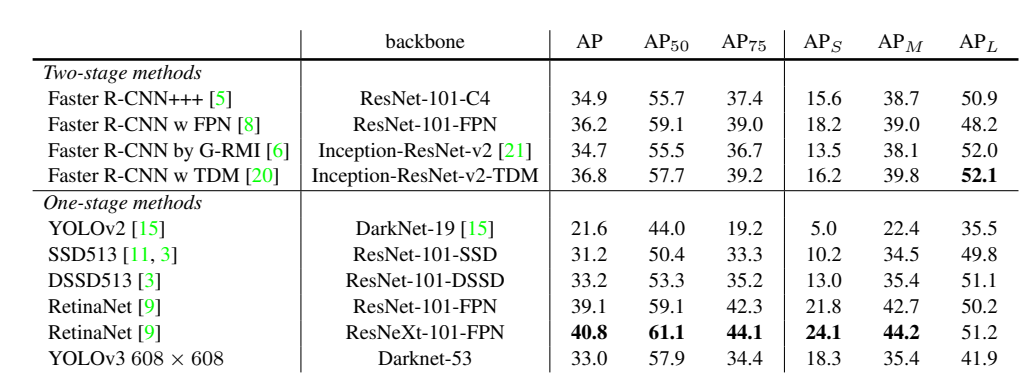 backbone AP AP50 AP75 APS APM APL
Two-stage methods
Faster R-CNN+++ [5] ResNet-101-C4 34.9 55.7 37.4 15.6 38.7 50.9
Faster R-CNN w FPN [8] ResNet-101-FPN 36.2 59.1 39.0 18.2 39.0 48.2
Faster R-CNN by G-RMI [6] Inception-ResNet-v2 [21] 34.7 55.5 36.7 13.5 38.1 52.0
Faster R-CNN w TDM [20] Inception-ResNet-v2-TDM 36.8 57.7 39.2 16.2 39.8 52.1
One-stage methods
YOLOv2 [15] DarkNet-19 [15] 21.6 44.0 19.2 5.0 22.4 35.5
SSD513 [11, 3] ResNet-101-SSD 31.2 50.4 33.3 10.2 34.5 49.8
DSSD513 [3] ResNet-101-DSSD 33.2 53.3 35.2 13.0 35.4 51.1
RetinaNet [9] ResNet-101-FPN 39.1 59.1 42.3 21.8 42.7 50.2
RetinaNet [9] ResNeXt-101-FPN 40.8 61.1 44.1 24.1 44.2 51.2
YOLOv3 608 × 608 Darknet-53 33.0 57.9 34.4 18.3 35.4 41.9